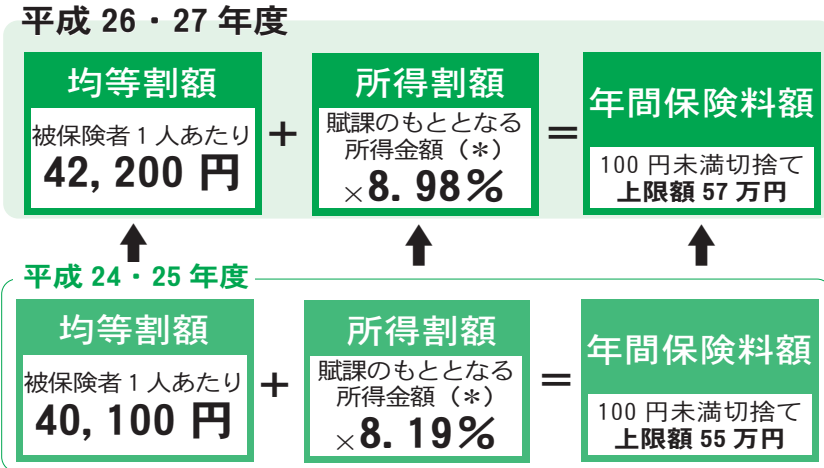 平成 26・27 年度
均等割額
被保険者 1 人あたり
42, 200 円
+
所得割額
賦課のもととなる
所得金額（＊）
×8. 98％
=
年間保険料額
100 円未満切捨て
上限額 57 万円
平成 24・25 年度
均等割額
被保険者 1 人あたり
40, 100 円
+
所得割額
賦課のもととなる
所得金額（＊）
×8. 19％
=
年間保険料額
100 円未満切捨て
上限額 55 万円